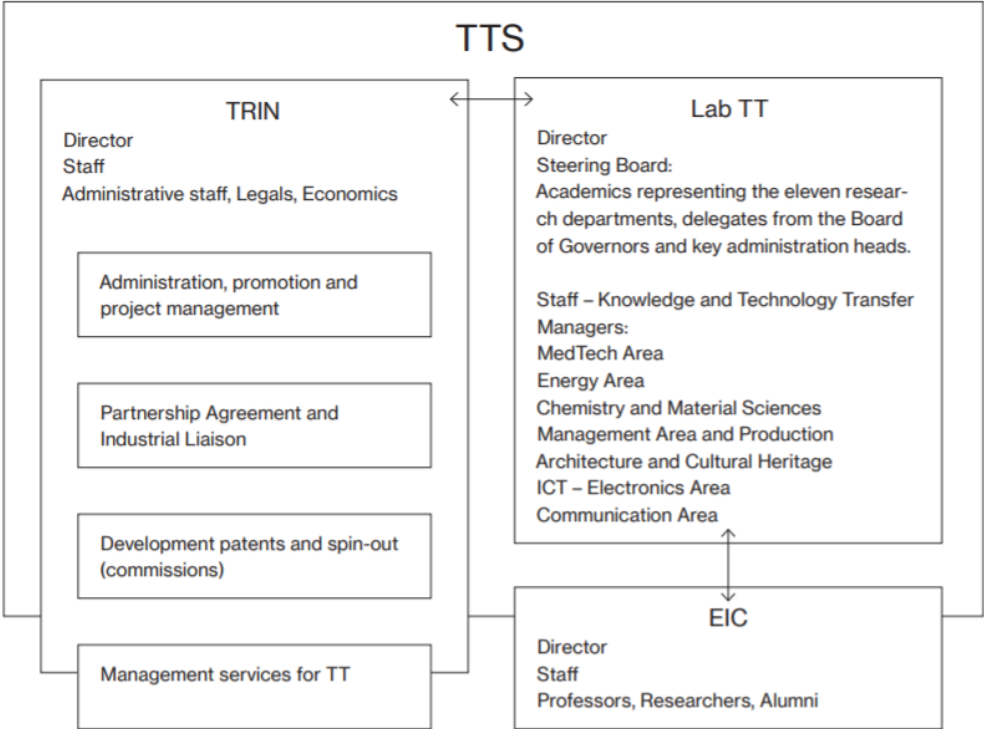 TTS
TRIN
Director
Staff
Administrative staff, Legals, Economics
Administration, promotion and
project management
Partnership Agreement and
Industrial Liaison
Development patents and spin-out
(commissions)
Management services for TT
Lab TT
Director
Steering Board:
Academics representing the eleven resear-
ch departments, delegates from the Board
of Governors and key administration heads.
Staff – Knowledge and Technology Transfer
Managers:
MedTech Area
Energy Area
Chemistry and Material Sciences
Management Area and Production
Architecture and Cultural Heritage
ICT – Electronics Area
Communication Area
EIC
Director
Staff
Professors, Researchers, Alumni